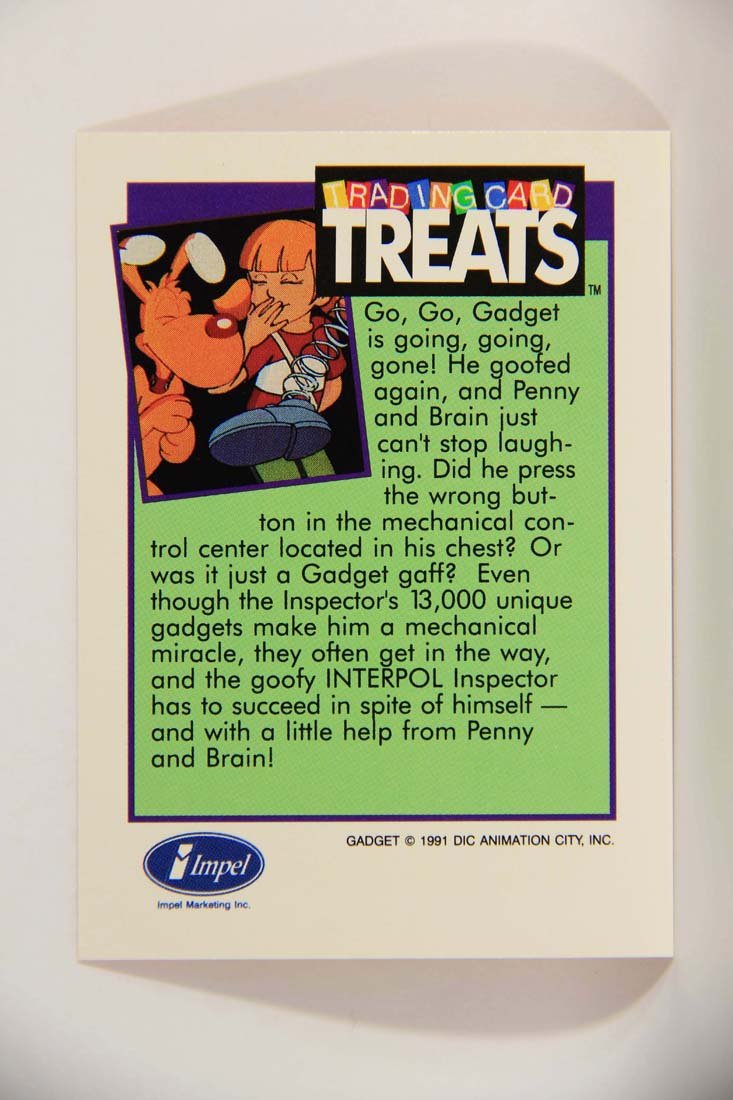 TRADING CARD
TREATS
TM
Go, Go, Gadget
is going, going,
gone! He goofed
again, and Penny
and Brain just
can't stop laugh-
ing. Did he press
the wrong but-
ton in the mechanical con-
trol center located in his chest? Or
was it just a Gadget gaff? Even
though the Inspector's 13,000 unique
gadgets make him a mechanical
miracle, they often get in the way,
and the goofy INTERPOL Inspector
has to succeed in spite of himself —
and with a little help from Penny
and Brain!
GADGET © 1991 DIC ANIMATION CITY, INC.
Impel
Impel Marketing Inc.